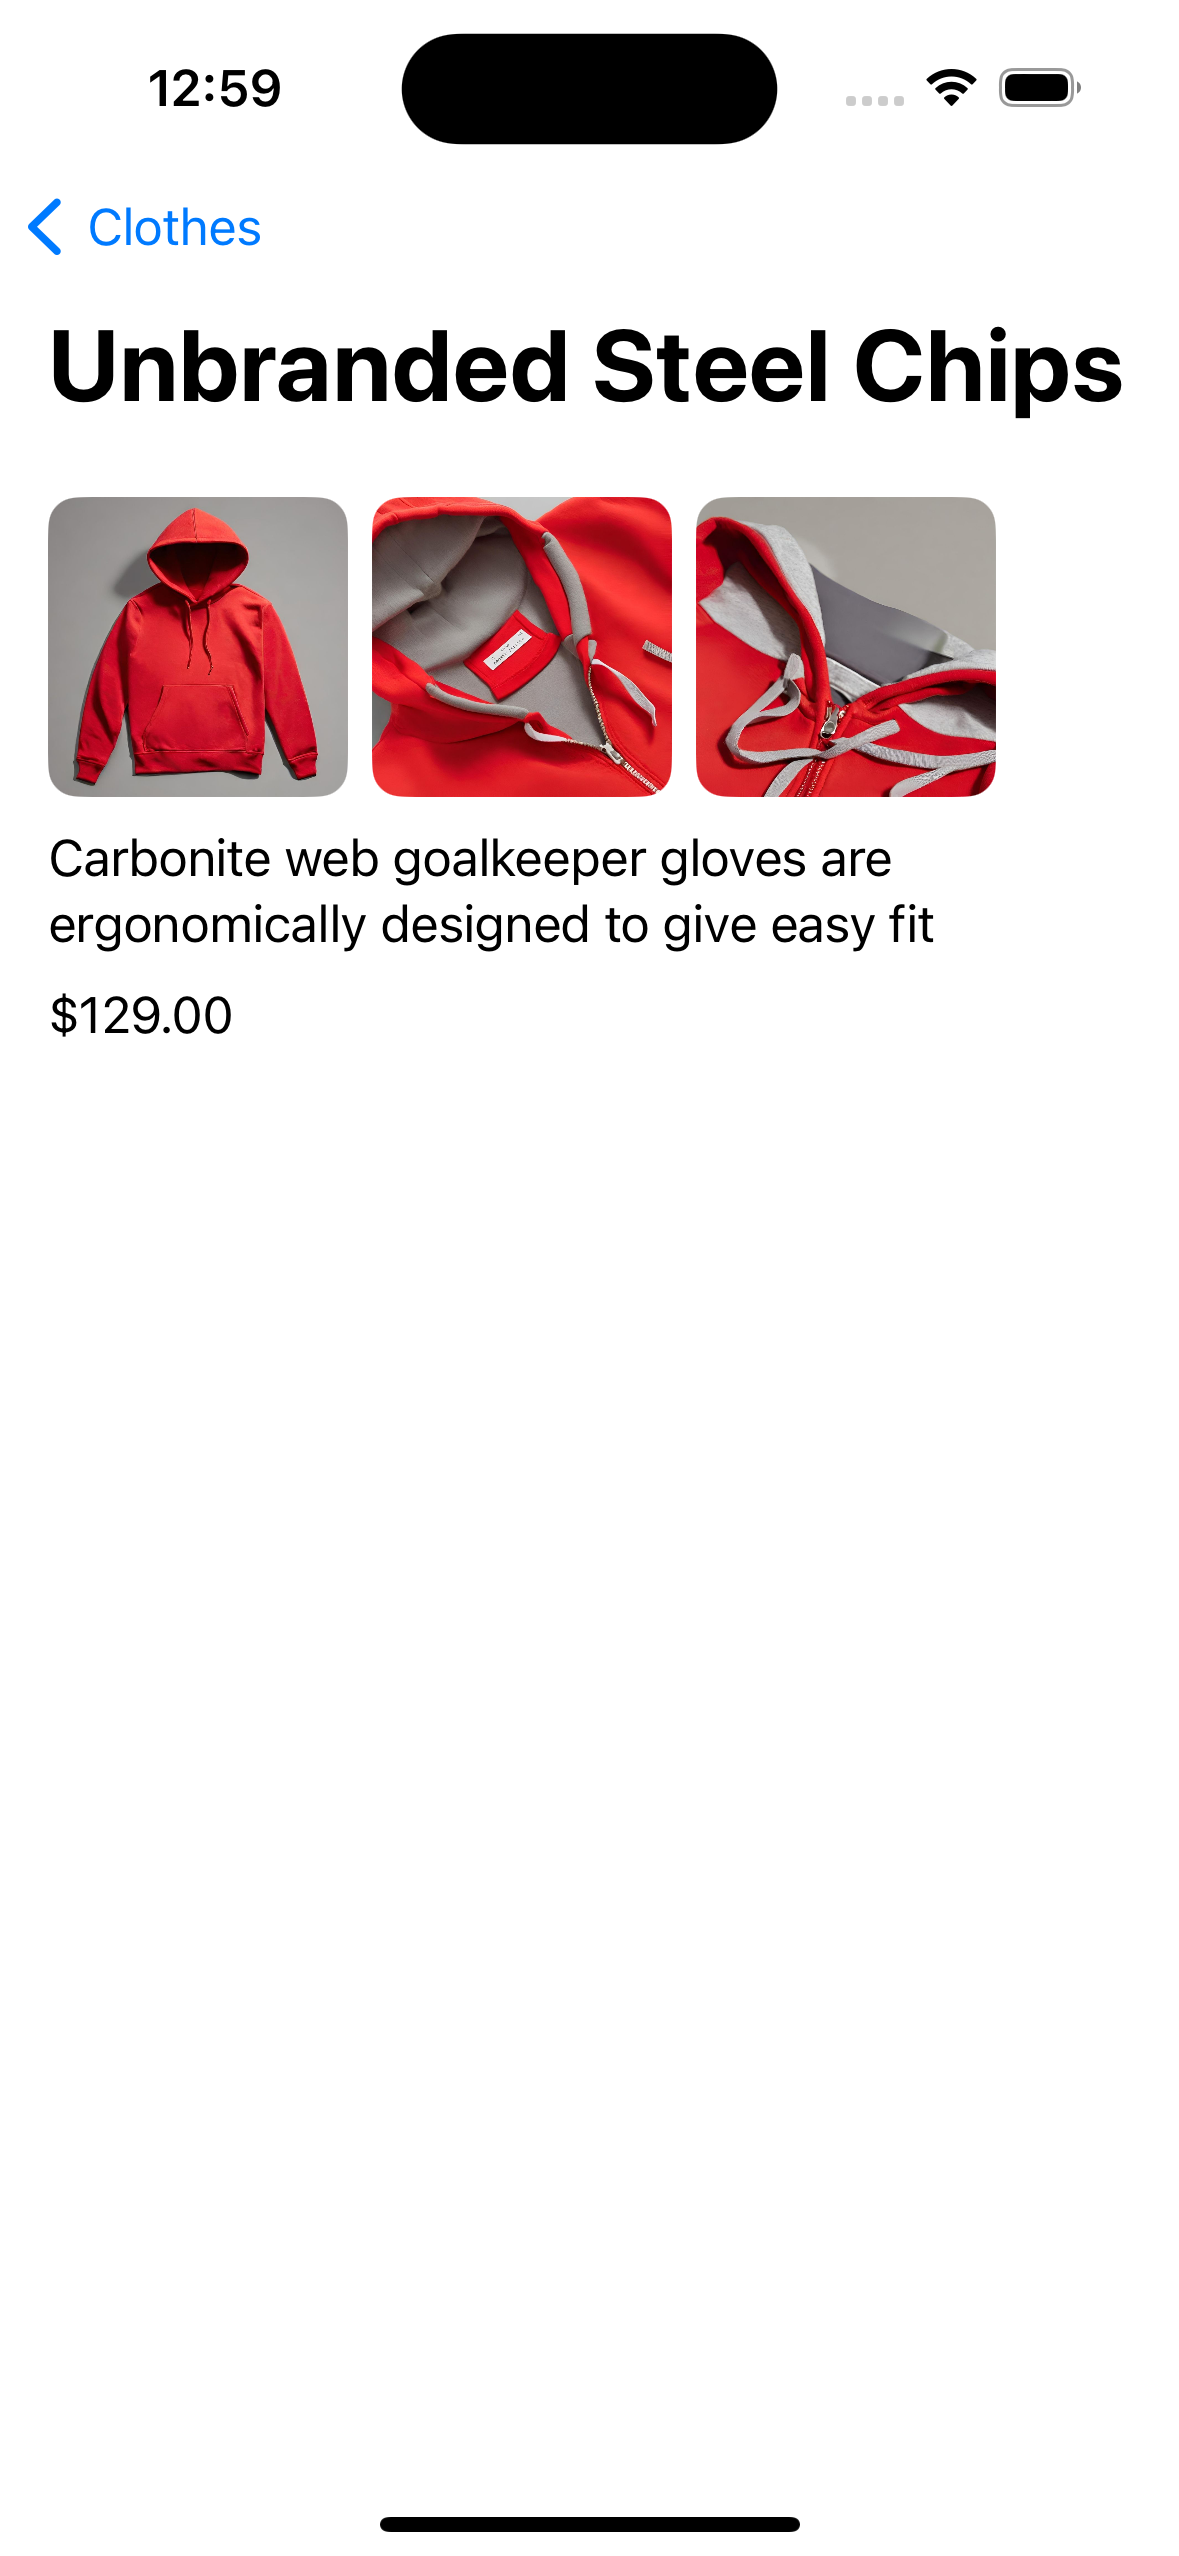 12:59
Clothes
Unbranded Steel Chips
Carbonite web goalkeeper gloves are
ergonomically designed to give easy fit
$129.00